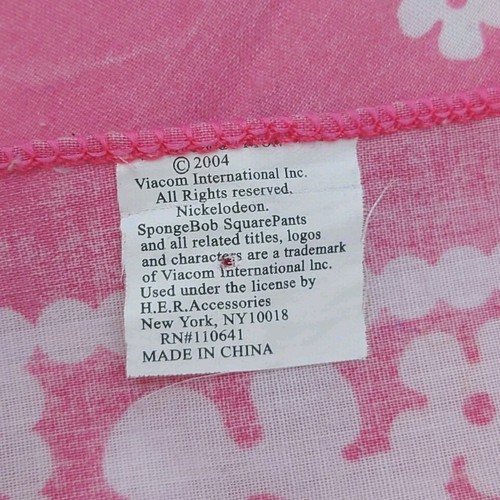 © 2004
Viacom International Inc.
All Rights reserved.
Nickelodeon.
SpongeBob SquarePants
and all related titles, logos
and characters are a trademark
of Viacom International lnc.
Used under the license by
H.E.R.Accessories
New York, NY10018
RN#110641
MADE IN CHINA